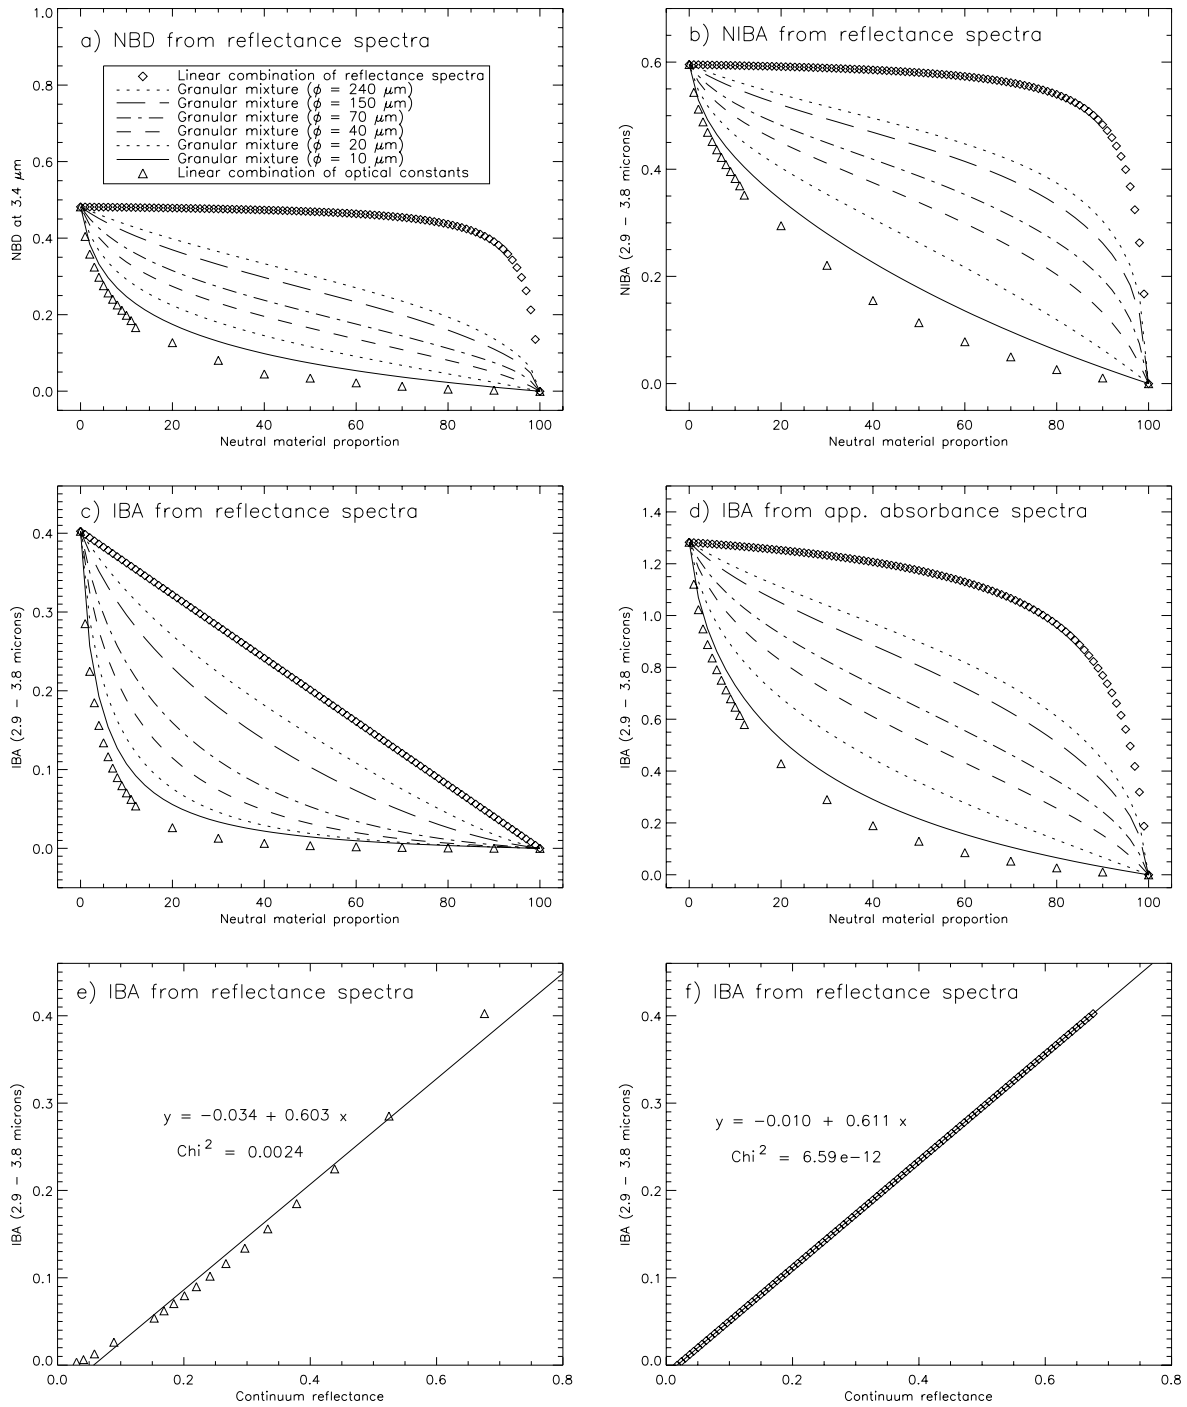 a) NBD from reflectance spectra
Linear combination of reflectance spectra
Granular mixture (ϕ = 240 μm)
Granular mixture (ϕ = 150 μm)
Granular mixture (ϕ = 70 μm)
Granular mixture (ϕ = 40 μm)
Granular mixture (ϕ = 20 μm)
Granular mixture (ϕ = 10 μm)
Linear combination of optical constants
NBD at 3.4 μm
1.0
0.8
0.6
0.4
0.2
0.0
0 20 40 60 80 100
Neutral material proportion
b) NIBA from reflectance spectra
NIBA (2.9 − 3.8 microns)
0.6
0.4
0.2
0.0
0 20 40 60 80 100
Neutral material proportion
c) IBA from reflectance spectra
IBA (2.9 − 3.8 microns)
0.4
0.3
0.2
0.1
0.0
0 20 40 60 80 100
Neutral material proportion
d) IBA from app. absorbance spectra
IBA (2.9 − 3.8 microns)
1.4
1.2
1.0
0.8
0.6
0.4
0.2
0.0
0 20 40 60 80 100
Neutral material proportion
e) IBA from reflectance spectra
IBA (2.9 − 3.8 microns)
0.4
0.3
0.2
0.1
0.0
y = −0.034 + 0.603 x
Chi² = 0.0024
0.0 0.2 0.4 0.6 0.8
Continuum reflectance
f) IBA from reflectance spectra
IBA (2.9 − 3.8 microns)
0.4
0.3
0.2
0.1
0.0
y = −0.010 + 0.611 x
Chi² = 6.59e−12
0.0 0.2 0.4 0.6 0.8
Continuum reflectance